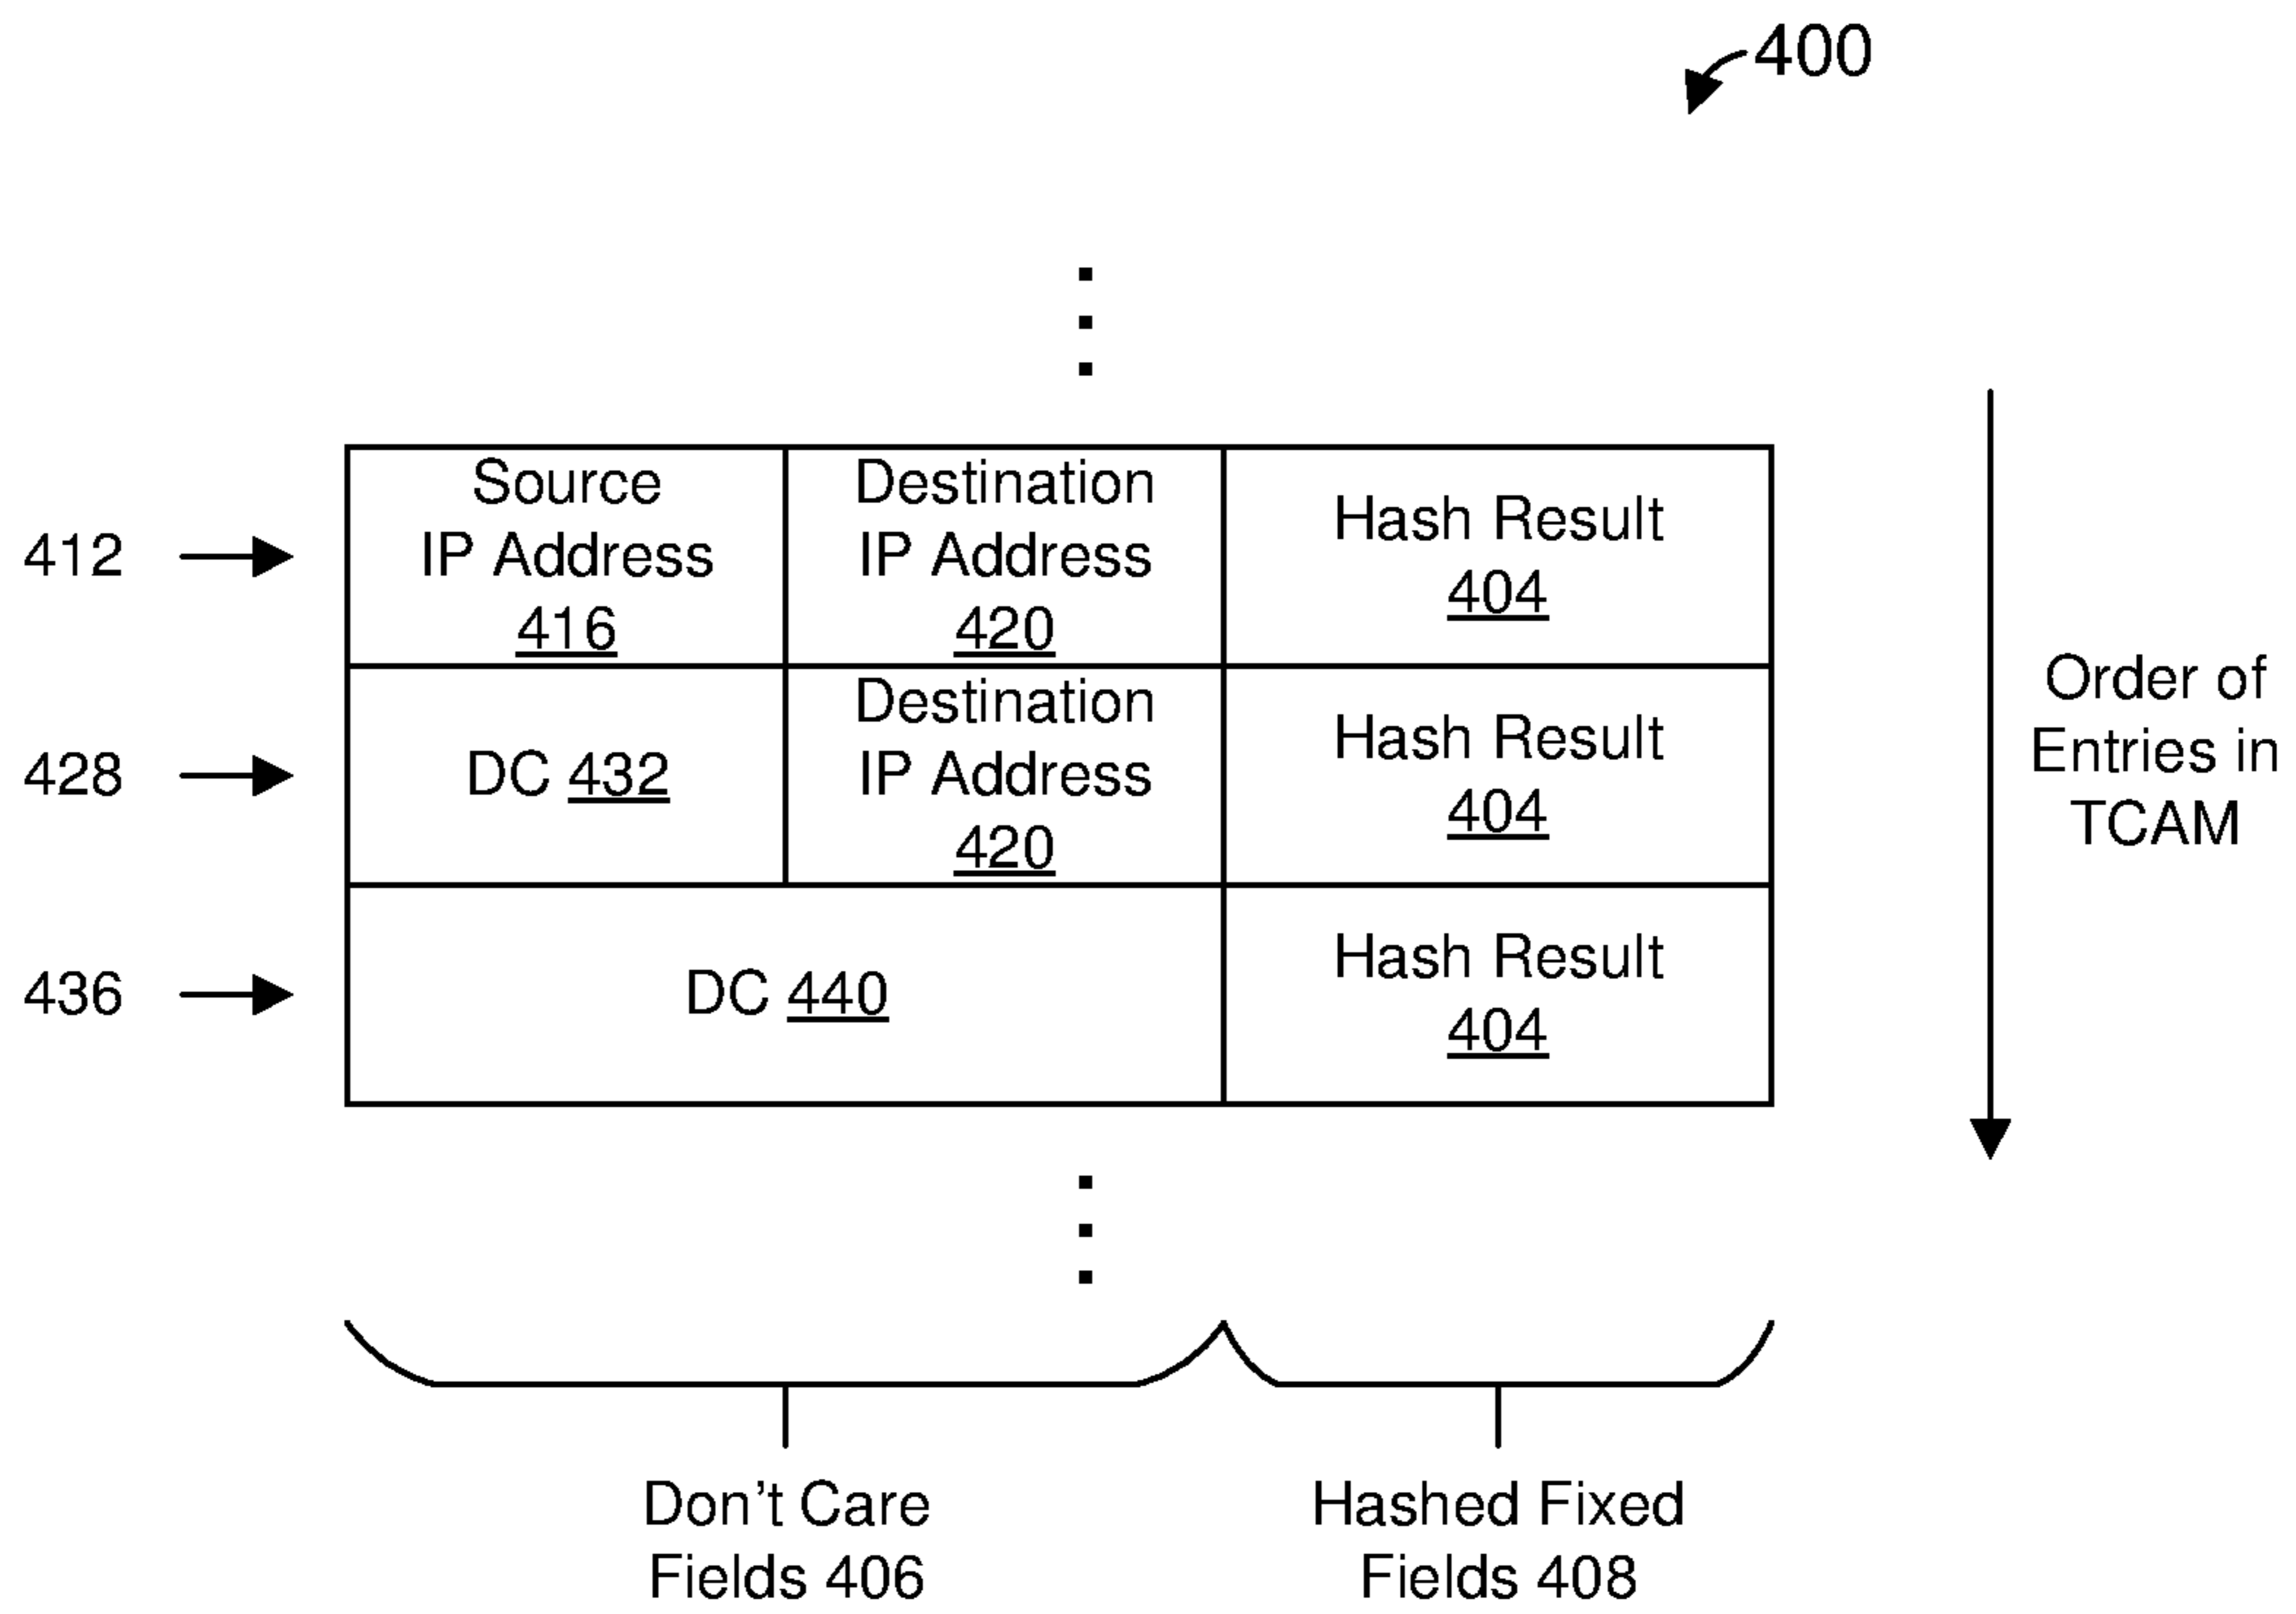 400
Source
IP Address
416
Destination
IP Address
420
Hash Result
404
412
DC 432
Destination
IP Address
420
Hash Result
404
428
DC 440
Hash Result
404
436
Order of
Entries in
TCAM
Don't Care
Fields 406
Hashed Fixed
Fields 408